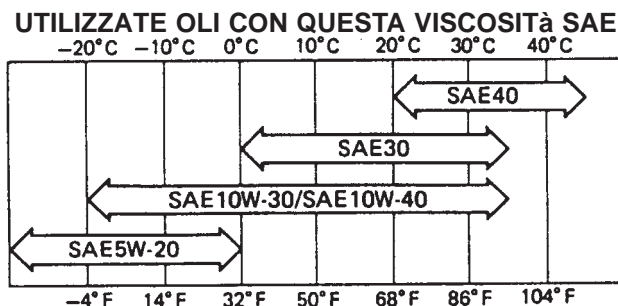 UTILIZZATE OLI CON QUESTA VISCOSITà SAE
−20°C −10°C 0°C 10°C 20°C 30°C 40°C
SAE40
SAE30
SAE10W-30/SAE10W-40
SAE5W-20
−4°F 14°F 32°F 50°F 68°F 86°F 104°F